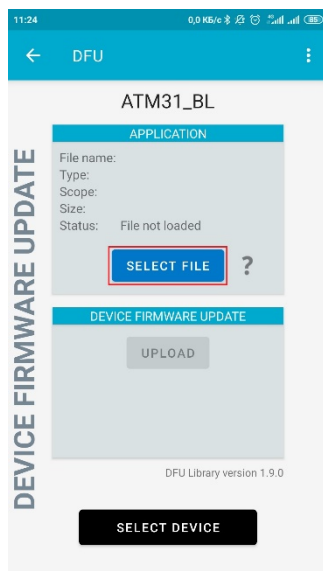 11:24
0,0 КБ/с
85
DFU
ATM31_BL
DEVICE FIRMWARE UPDATE
APPLICATION
File name:
Type:
Scope:
Size:
Status: File not loaded
SELECT FILE ?
DEVICE FIRMWARE UPDATE
UPLOAD
DFU Library version 1.9.0
SELECT DEVICE